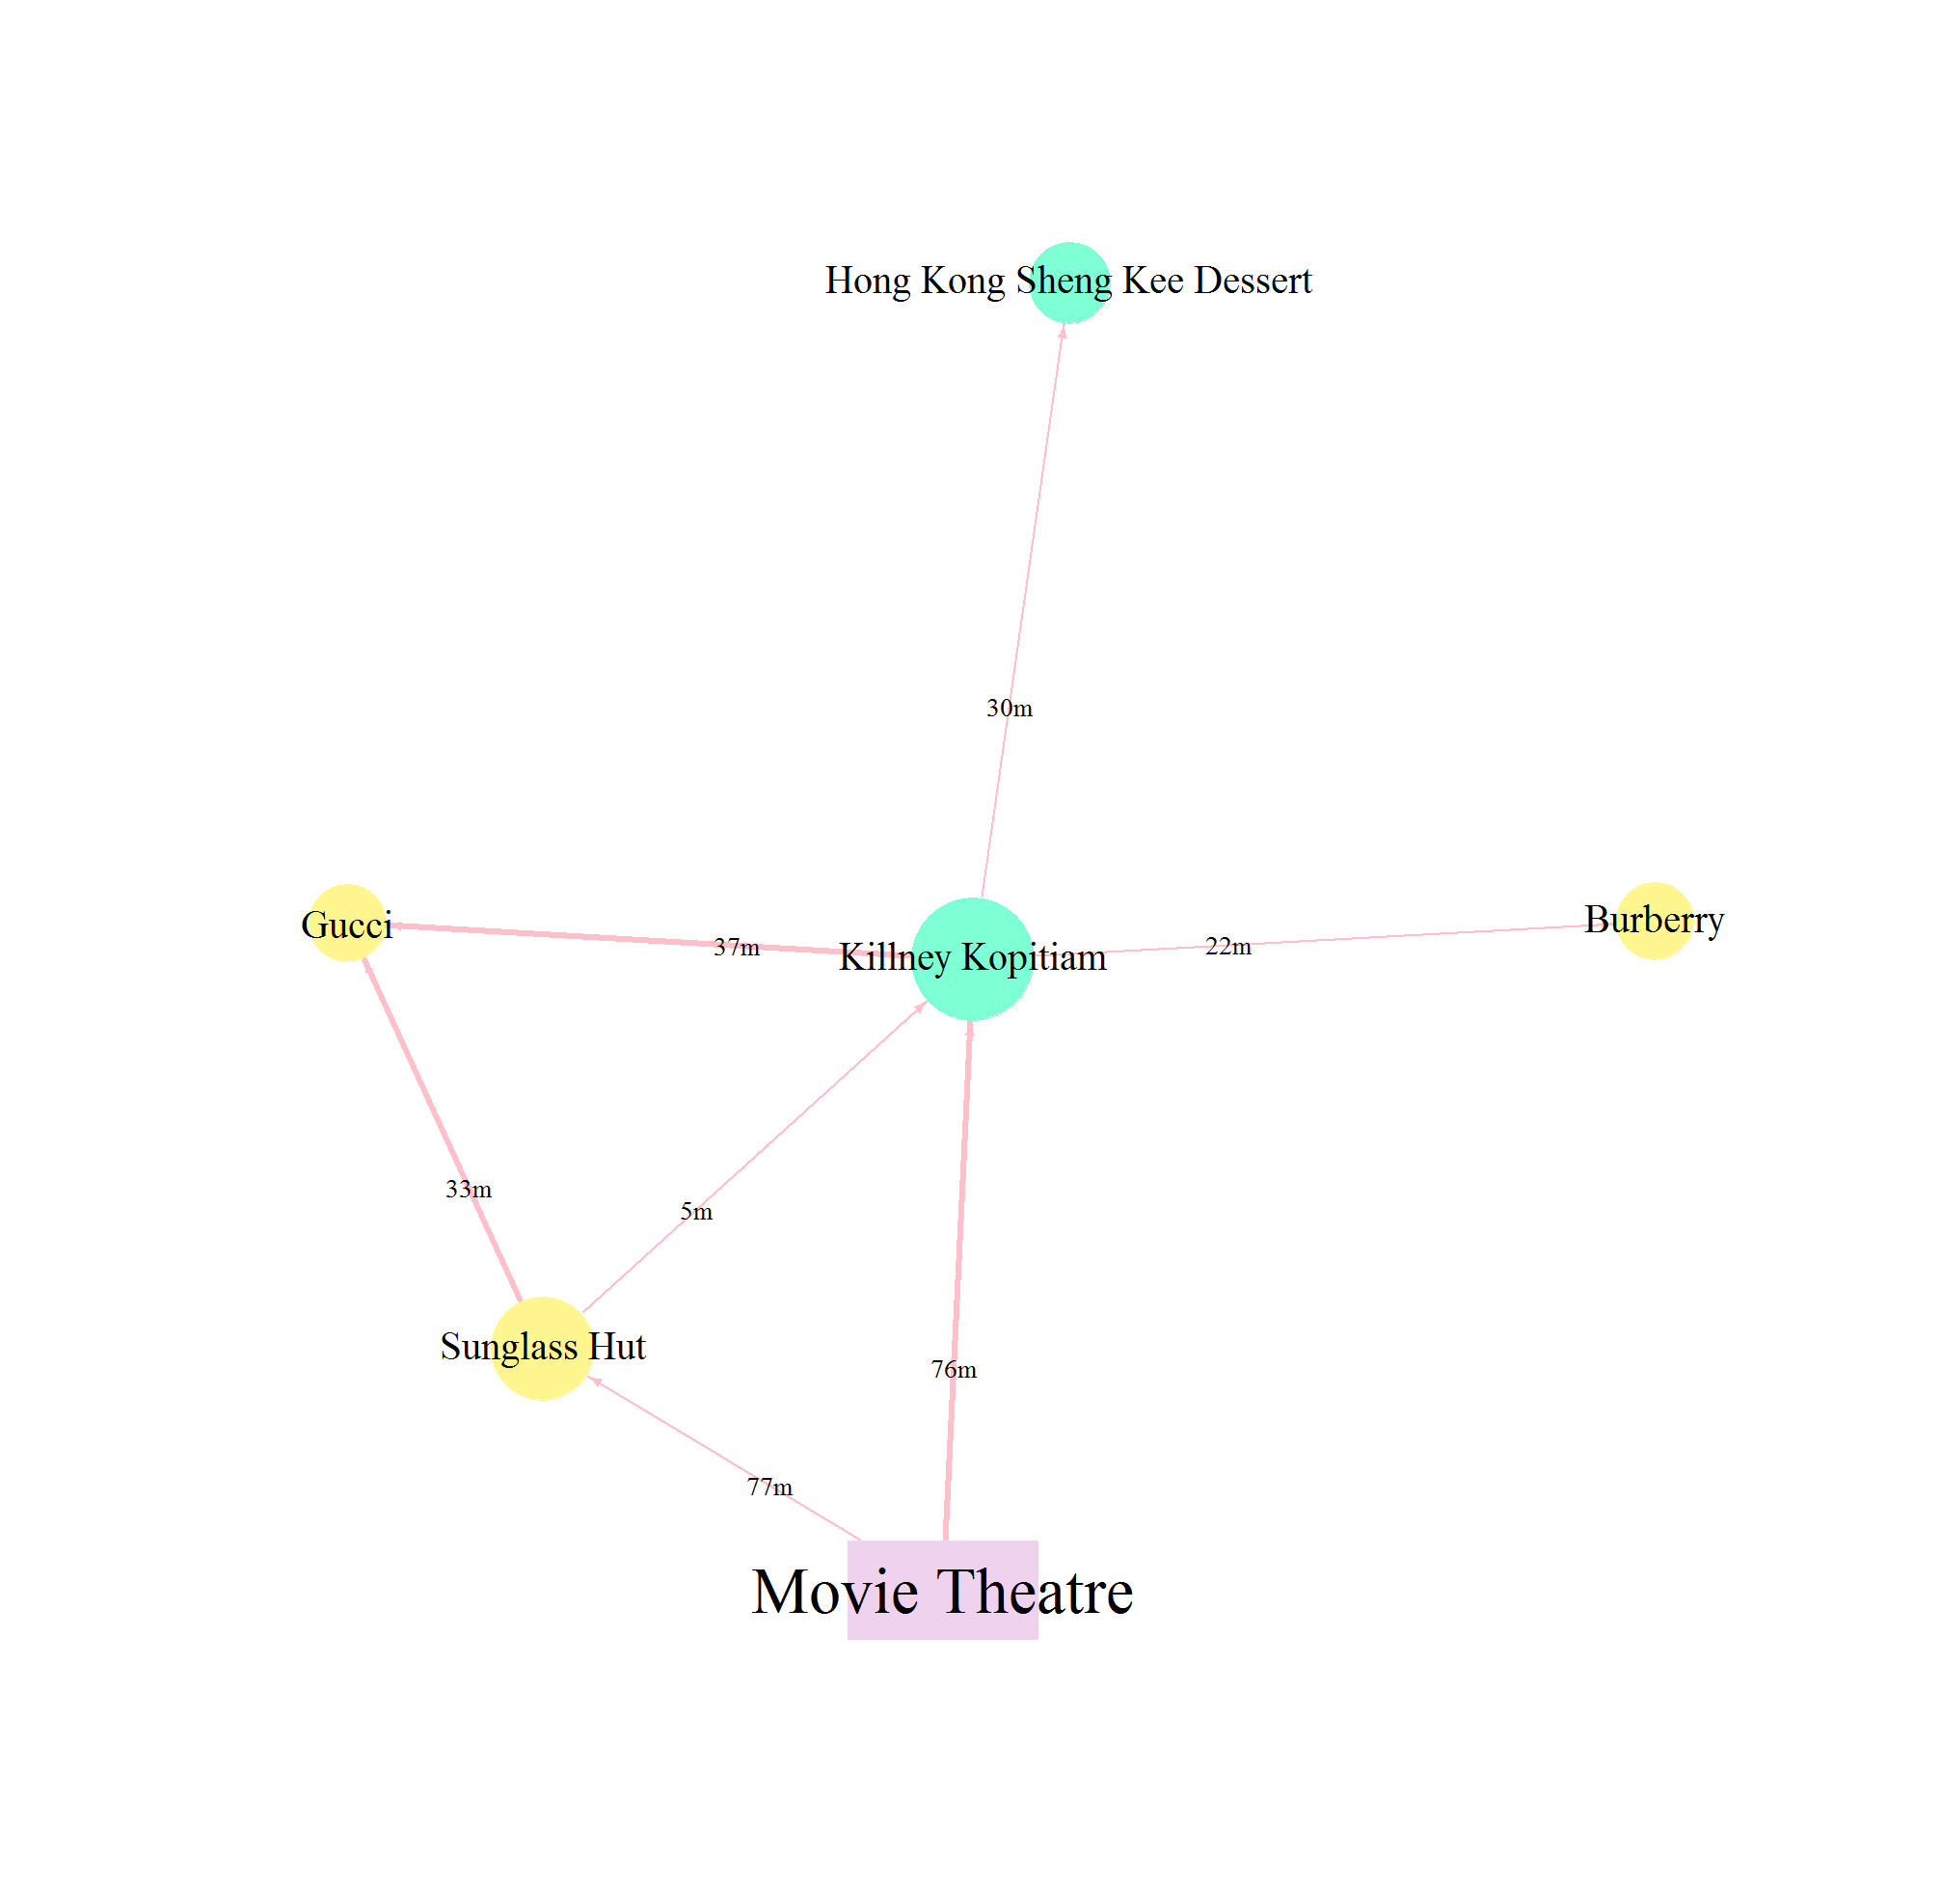 Hong Kong Sheng Kee Dessert
30m
Burberry
Gucci
22m
37m
Killney Kopitiam
33m
5m
Sunglass Hut
76m
77m
Movie Theatre